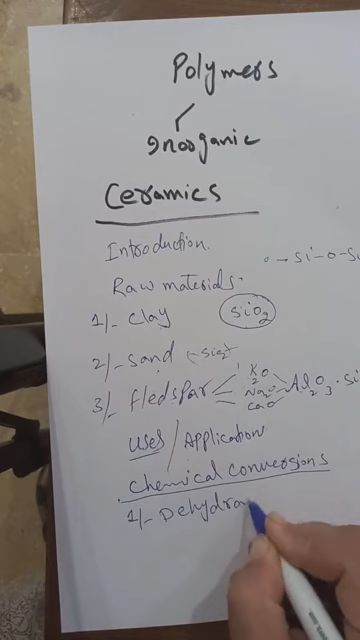 Polymers
Inorganic
Ceramics
Introduction.
o - Si - O - Si
Raw materials.
1/- Clay
SiO2
2/- Sand
3/- Fledspar K2O Na2O CaO - Al2O3 . Si
Uses / Application
Chemical conversions
1/- Dehydra